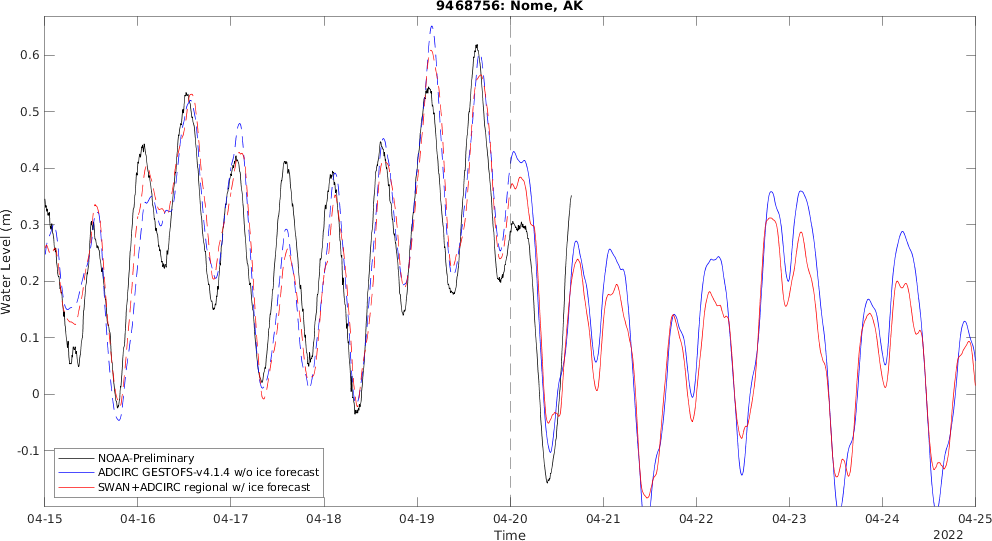 9468756: Nome, AK
Water Level (m)
0.6
0.5
0.4
0.3
0.2
0.1
0
-0.1
NOAA-Preliminary
ADCIRC GESTOFS-v4.1.4 w/o ice forecast
SWAN+ADCIRC regional w/ ice forecast
04-15 04-16 04-17 04-18 04-19 04-20 04-21 04-22 04-23 04-24 04-25
Time
2022